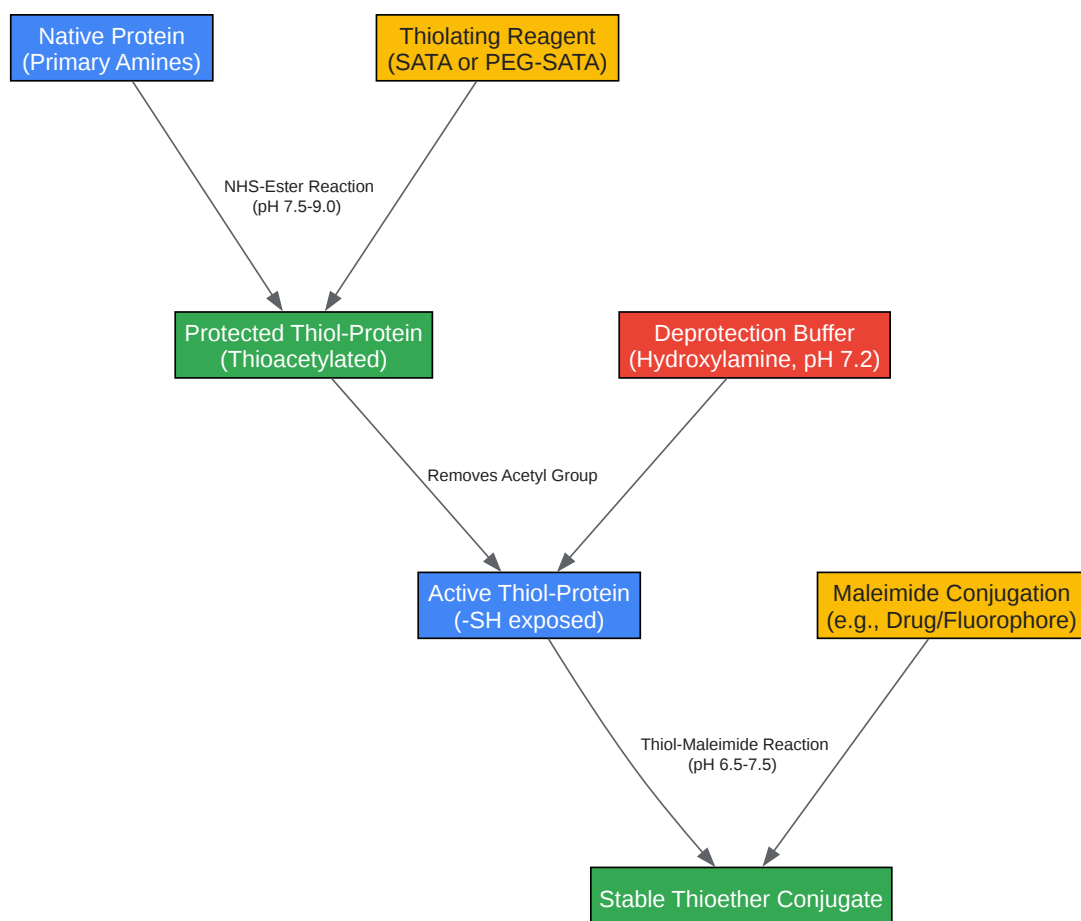 Native Protein
(Primary Amines)
Thiolating Reagent
(SATA or PEG-SATA)
NHS-Ester Reaction
(pH 7.5-9.0)
Protected Thiol-Protein
(Thioacetylated)
Deprotection Buffer
(Hydroxylamine, pH 7.2)
Removes Acetyl Group
Active Thiol-Protein
(-SH exposed)
Maleimide Conjugation
(e.g., Drug/Fluorophore)
Thiol-Maleimide Reaction
(pH 6.5-7.5)
Stable Thioether Conjugate